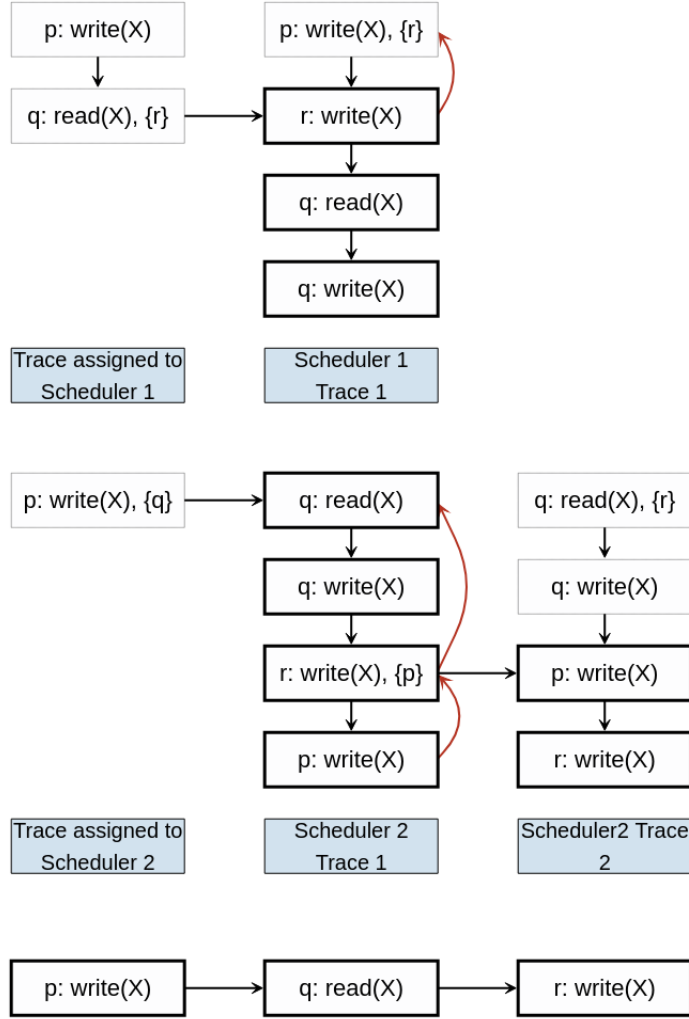 p: write(X)
p: write(X), {r}
q: read(X), {r}
r: write(X)
q: read(X)
q: write(X)
Trace assigned to
Scheduler 1
Scheduler 1
Trace 1
p: write(X), {q}
q: read(X)
q: read(X), {r}
q: write(X)
q: write(X)
r: write(X), {p}
p: write(X)
p: write(X)
r: write(X)
Trace assigned to
Scheduler 2
Scheduler 2
Trace 1
Scheduler2 Trace
2
p: write(X)
q: read(X)
r: write(X)